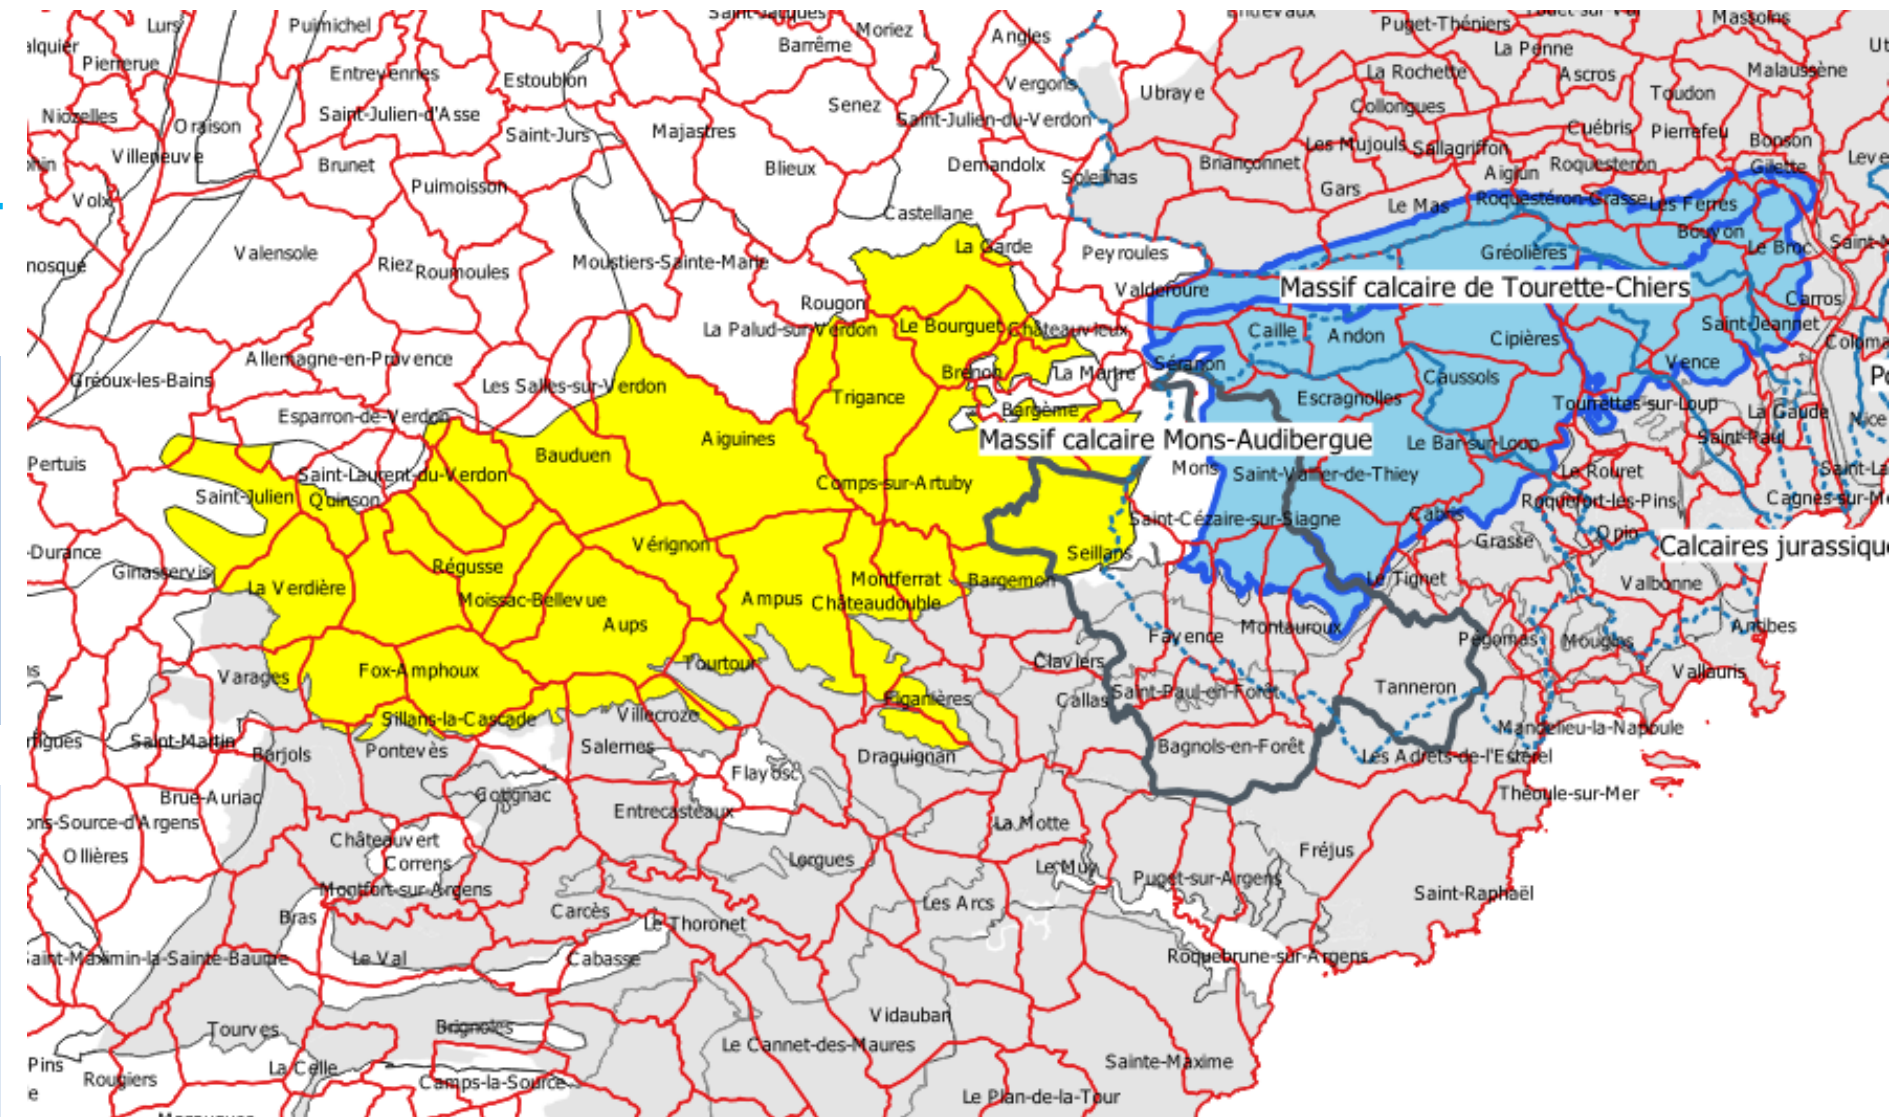 Lurs
Puimichel
Saint-Jacques
Moriez
Barrême
Angles
Entrevaux
Puget-Théniers
Massoins
La Penne
Pierrerue
Entrevennes
Estoublon
Vergons
Ubraye
La Rochette
Ascros
Malaussène
Toudon
Collongues
Niozelles
Oraison
Saint-Julien-d'Asse
Saint-Jurs
Majastres
Senez
Saint-Julien-du-Verdon
Cuébris
Pierrefeu
Bonson
Les Mujouls
Sallagriffon
Villeneuve
Brunet
Blieux
Demandolx
Soleilhas
Briançonnet
Roquesteron
Gilette
Aiglun
Puimoisson
Gars
Volx
Castellane
Le Mas
Roquestéron-Grasse
Les Ferres
Bouyon
Le Broc
Valensole
Riez
Roumoules
Moustiers-Sainte-Marie
La Garde
Peyroules
Gréolières
Valderoure
Massif calcaire de Tourette-Chiers
Carros
Rougon
La Palud-sur-Verdon
Le Bourguet
Châteauvieux
Caille
Andon
Cipières
Saint-Jeannet
Allemagne-en-Provence
Gréoux-les-Bains
Les Salles-sur-Verdon
Brenon
La Martre
Séranon
Caussols
Vence
Trigance
Escragnolles
Tourrettes-sur-Loup
La Gaude
Nice
Esparron-de-Verdon
Bargème
Aiguines
Massif calcaire Mons-Audibergue
Le Bar-sur-Loup
Saint-Paul
Bauduen
Pertuis
Saint-Laurent-du-Verdon
Mons
Saint-Vallier-de-Thiey
Le Rouret
Saint-Julien
Quinson
Comps-sur-Artuby
Roquefort-les-Pins
Saint-Cézaire-sur-Siagne
Cabris
Opio
Grasse
Calcaires jurassique
Vérignon
Seillans
-Durance
Ginasservis
La Verdière
Régusse
Montferrat
Bargemon
Le Tignet
Valbonne
Moissac-Bellevue
Ampus
Châteaudouble
Aups
Fayence
Montauroux
Pégomas
Mougins
Antibes
Varages
Fox-Amphoux
Tourtour
Claviers
Vallauris
Figanières
Callas
Saint-Paul-en-Forêt
Tanneron
Sillans-la-Cascade
Villecroze
Mandelieu-la-Napoule
Saint-Martin
Barjols
Pontevès
Salernes
Draguignan
Bagnols-en-Forêt
Les Adrets-de-l'Estérel
Flayosc
Brue-Auriac
Cotignac
Entrecasteaux
Théoule-sur-Mer
ons-Source-d'Argens
La Motte
Ollières
Châteauvert
Correns
Lorgues
Le Muy
Fréjus
Montfort-sur-Argens
Puget-sur-Argens
Saint-Raphaël
Bras
Carcès
Les Arcs
Le Thoronet
Saint-Maximin-la-Sainte-Baume
Le Val
Cabasse
Roquebrune-sur-Argens
Vidauban
Tourves
Brignoles
Le Cannet-des-Maures
Sainte-Maxime
Pins
Rougiers
La Celle
Camps-la-Source
Le Plan-de-la-Tour